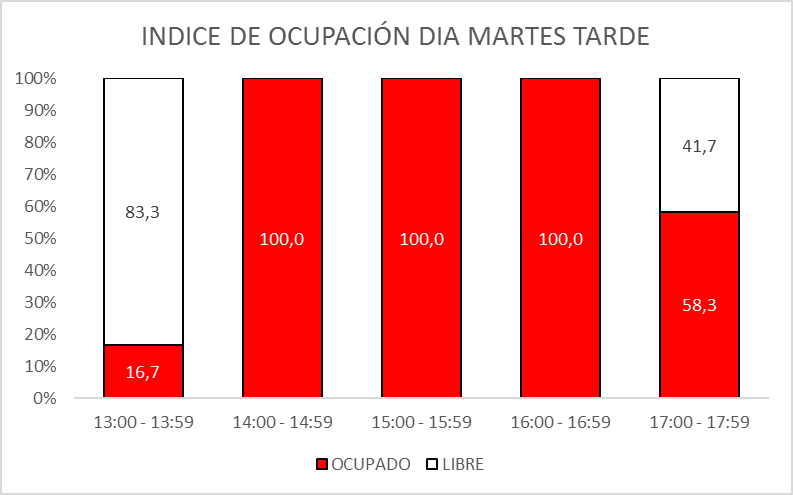 INDICE DE OCUPACIÓN DIA MARTES TARDE
100%
90%
80%
70%
60%
50%
40%
30%
20%
10%
0%
83,3
16,7
100,0
100,0
100,0
41,7
58,3
13:00 - 13:59
14:00 - 14:59
15:00 - 15:59
16:00 - 16:59
17:00 - 17:59
OCUPADO
LIBRE